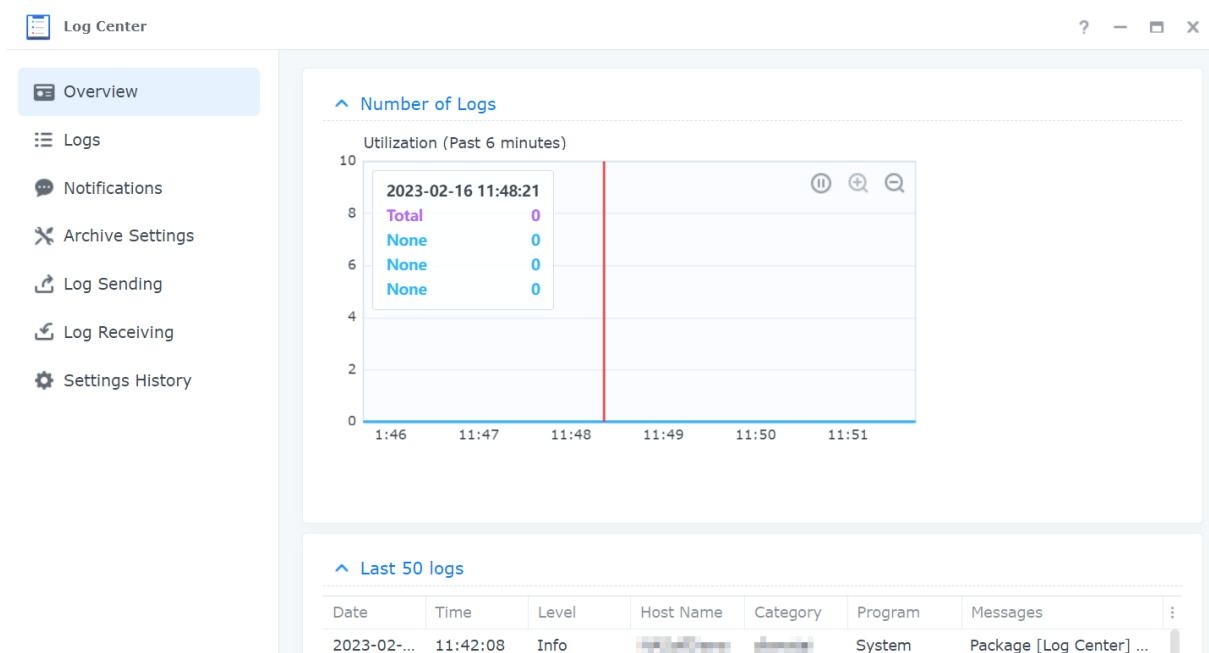 Log Center
?
Overview
Logs
Notifications
Archive Settings
Log Sending
Log Receiving
Settings History
Number of Logs
Utilization (Past 6 minutes)
10
8
6
4
2
0
2023-02-16 11:48:21
Total 0
None 0
None 0
None 0
1:46 11:47 11:48 11:49 11:50 11:51
Last 50 logs
Date Time Level Host Name Category Program Messages
2023-02-... 11:42:08 Info System Package [Log Center] ...